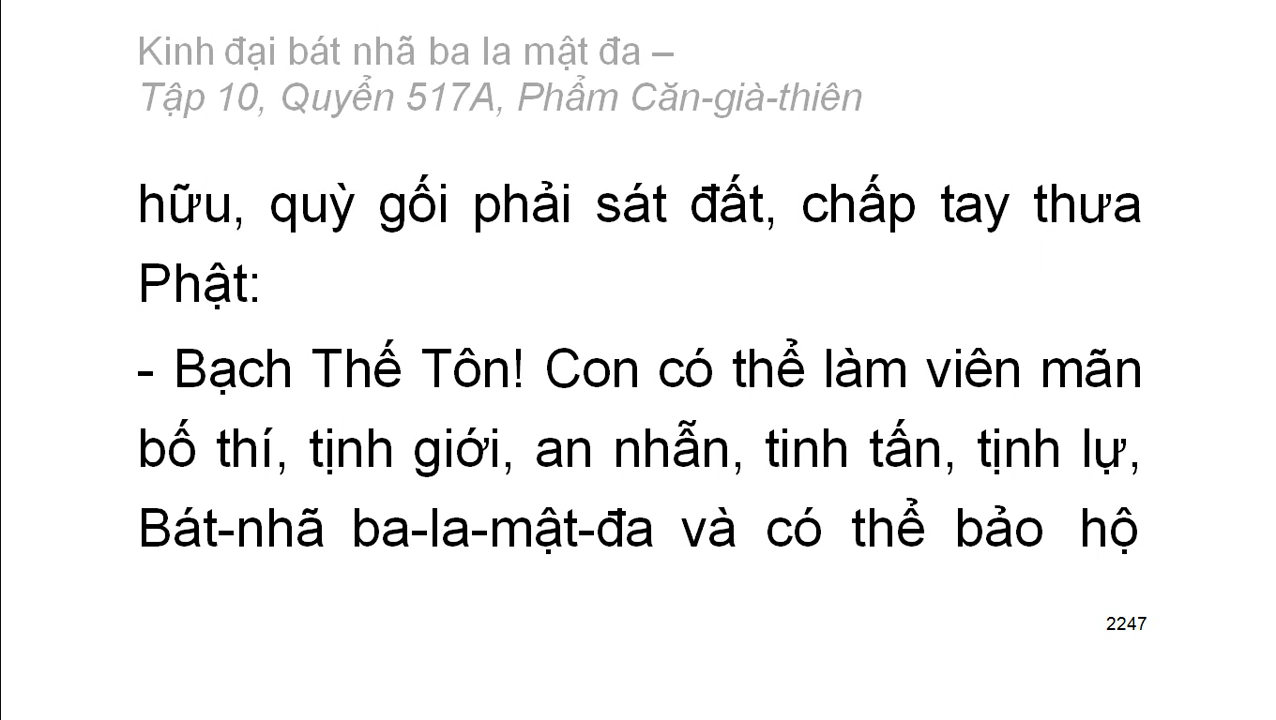 Kinh đại bát nhã ba la mật đa –
Tập 10, Quyển 517A, Phẩm Căn-già-thiên
hữu, quỳ gối phải sát đất, chấp tay thưa
Phật:
- Bạch Thế Tôn! Con có thể làm viên mãn
bố thí, tịnh giới, an nhẫn, tinh tấn, tịnh lự,
Bát-nhã ba-la-mật-đa và có thể bảo hộ
2247